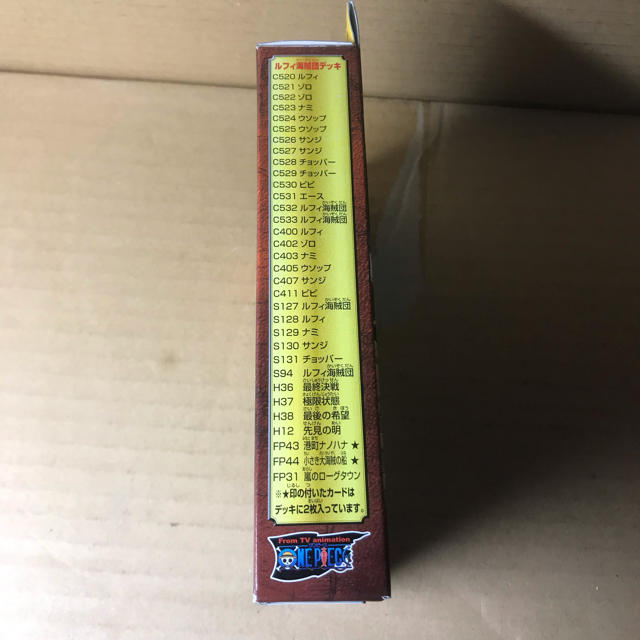 ルフィ海賊団デッキ
C520 ルフィ
C521 ゾロ
C522 ゾロ
C523 ナミ
C524 ウソップ
C525 ウソップ
C526 サンジ
C527 サンジ
C528 チョッパー
C529 チョッパー
C530 ビビ
C531 エース
C532 ルフィ海賊団
C533 ルフィ海賊団
C400 ルフィ
C402 ゾロ
C403 ナミ
C405 ウソップ
C407 サンジ
C411 ビビ
S127 ルフィ海賊団
S128 ルフィ
S129 ナミ
S130 サンジ
S131 チョッパー
S94 ルフィ海賊団
H36 最終決戦
H37 極限状態
H38 最後の希望
H12 先見の明
FP43 港町ナノハナ ★
FP44 小さき大海賊の船 ★
FP31 嵐のローグタウン
※★印の付いたカードは
デッキに2枚入っています。
From TV animation
ONE PIECE